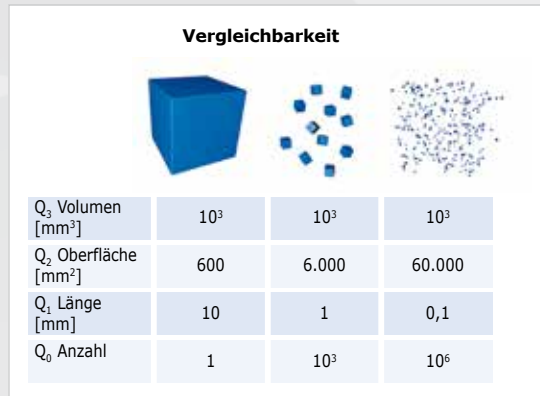 Vergleichbarkeit
Q₃ Volumen
[mm³]
10³ 10³ 10³
Q₂ Oberfläche
[mm²]
600 6.000 60.000
Q₁ Länge
[mm]
10 1 0,1
Q₀ Anzahl
1 10³ 10⁶